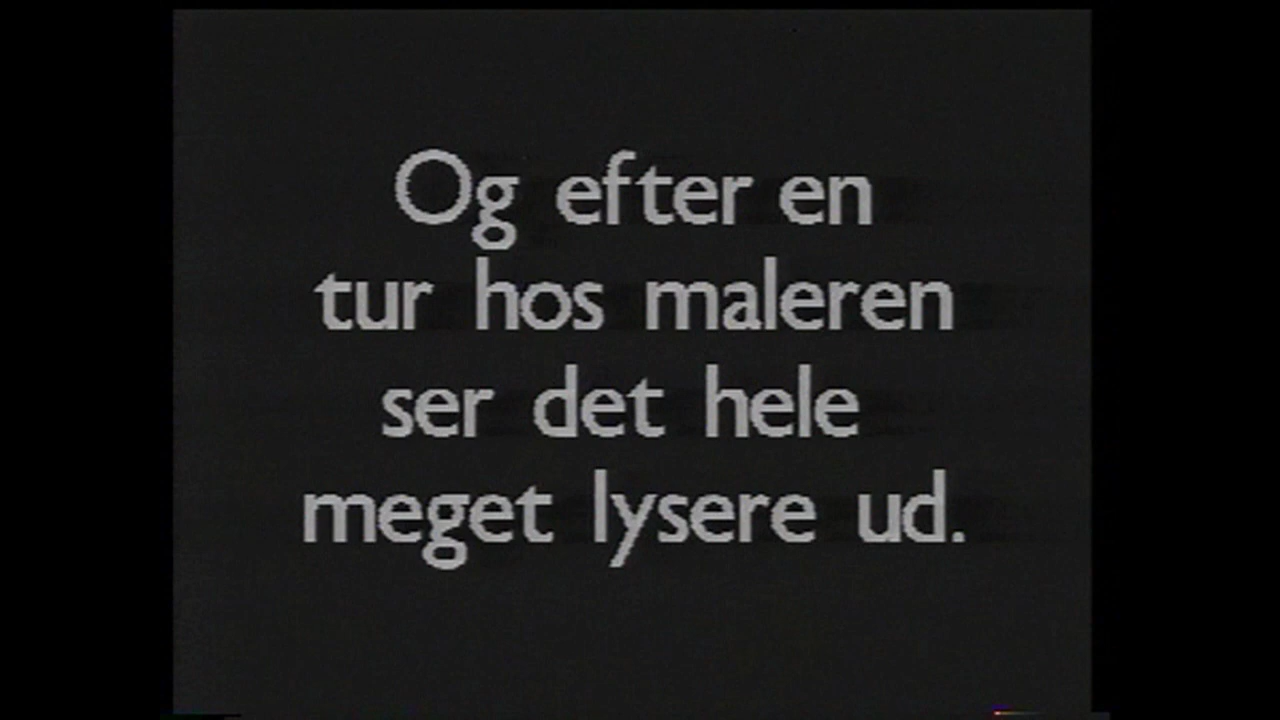 Og efter en
tur hos maleren
ser det hele
meget lysere ud.